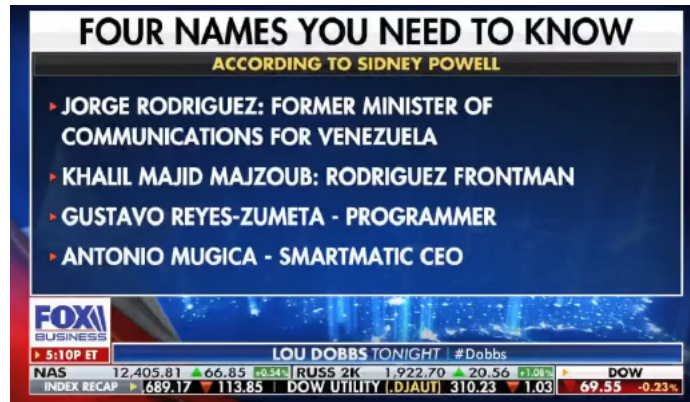 FOUR NAMES YOU NEED TO KNOW
ACCORDING TO SIDNEY POWELL
JORGE RODRIGUEZ: FORMER MINISTER OF
COMMUNICATIONS FOR VENEZUELA
KHALIL MAJID MAJZOUB: RODRIGUEZ FRONTMAN
GUSTAVO REYES-ZUMETA - PROGRAMMER
ANTONIO MUGICA - SMARTMATIC CEO
FOX
BUSINESS
5:10P ET
LOU DOBBS TONIGHT #Dobbs
NAS 12,405.81 ▲66.85 +0.54% RUSS 2K 1,922.70 ▲20.56 +1.08% DOW
INDEX RECAP ,689.17 ▼113.85 DOW UTILITY (.DJAUT) 310.23 ▼1.03 ▼69.55 -0.23%